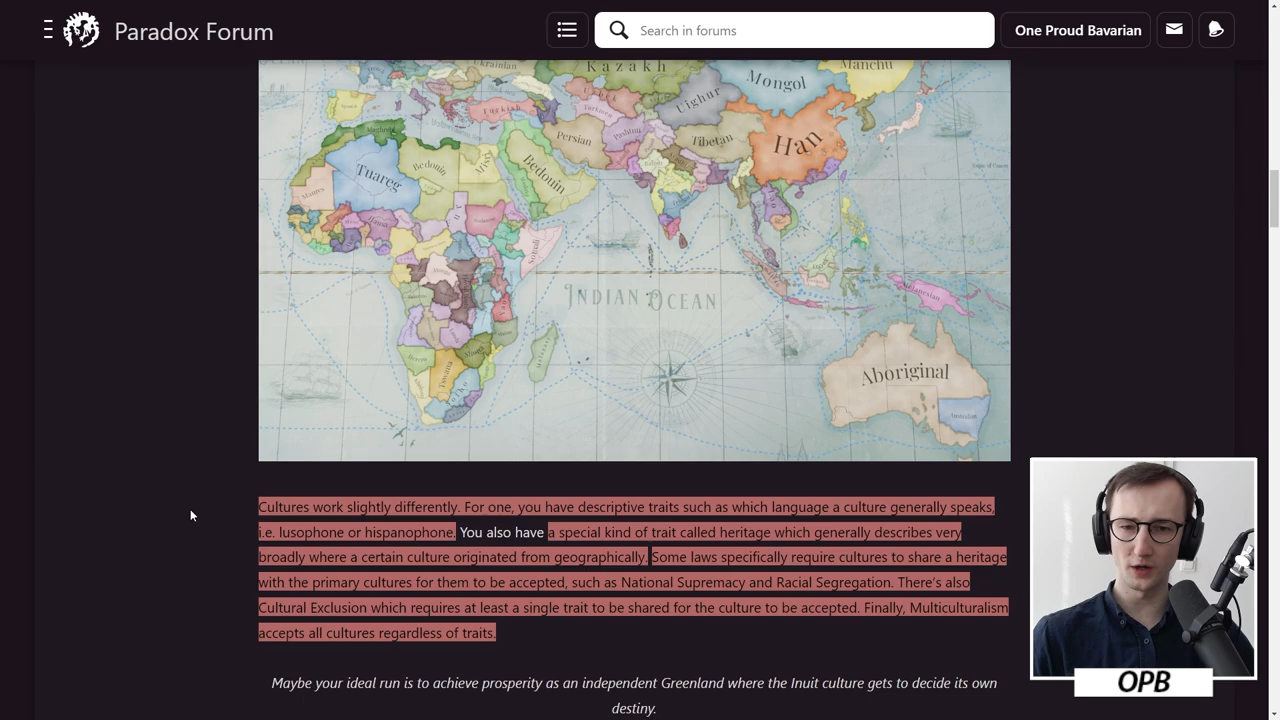 Paradox Forum
Search in forums
One Proud Bavarian
Kazakh
Manchu
Mongol
Uighur
Turkish
Persian
Pashtun
Tibetan
Han
Tuareg
Bedouin
Misri
Bedouin
Hausa
Somali
INDIAN OCEAN
Melanesian
Tswana
Aboriginal
Cultures work slightly differently. For one, you have descriptive traits such as which language a culture generally speaks,
i.e. lusophone or hispanophone. You also have a special kind of trait called heritage which generally describes very
broadly where a certain culture originated from geographically. Some laws specifically require cultures to share a heritage
with the primary cultures for them to be accepted, such as National Supremacy and Racial Segregation. There's also
Cultural Exclusion which requires at least a single trait to be shared for the culture to be accepted. Finally, Multiculturalism
accepts all cultures regardless of traits.
Maybe your ideal run is to achieve prosperity as an independent Greenland where the Inuit culture gets to decide its own
destiny.
OPB